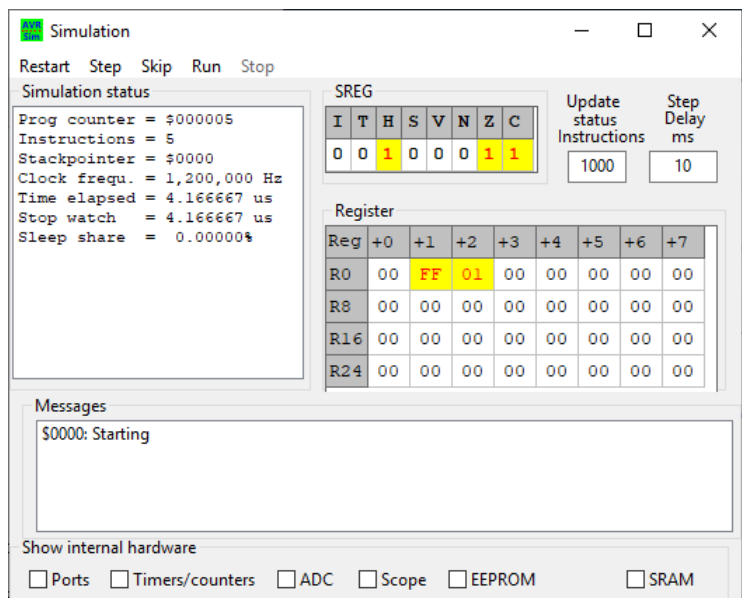 AVR Sim Simulation
Restart Step Skip Run Stop
Simulation status
Prog counter = $000005
Instructions = 5
Stackpointer = $0000
Clock frequ. = 1,200,000 Hz
Time elapsed = 4.166667 us
Stop watch   = 4.166667 us
Sleep share  =  0.00000%
SREG
I T H S V N Z C
0 0 1 0 0 0 1 1
Update status Instructions
1000
Step Delay ms
10
Register
Reg +0 +1 +2 +3 +4 +5 +6 +7
R0 00 FF 01 00 00 00 00 00
R8 00 00 00 00 00 00 00 00
R16 00 00 00 00 00 00 00 00
R24 00 00 00 00 00 00 00 00
Messages
$0000: Starting
Show internal hardware
Ports Timers/counters ADC Scope EEPROM SRAM